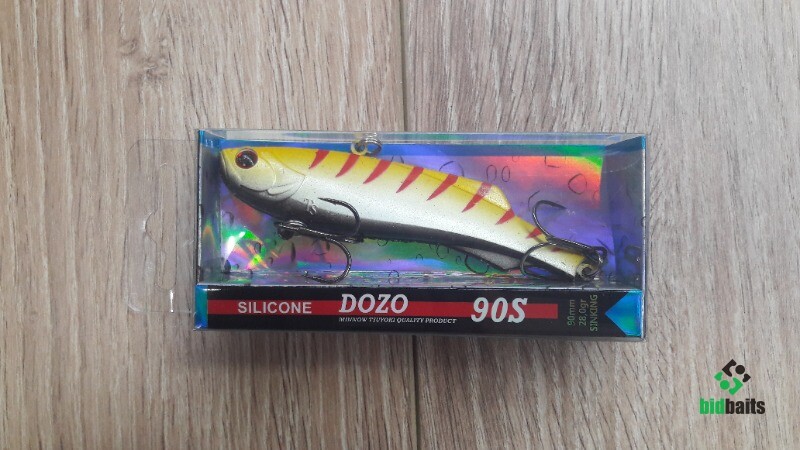 SILICONE DOZO 90S
MINNOW TSUYOKI QUALITY PRODUCT
90mm
28.0gr
SINKING
bidbaits